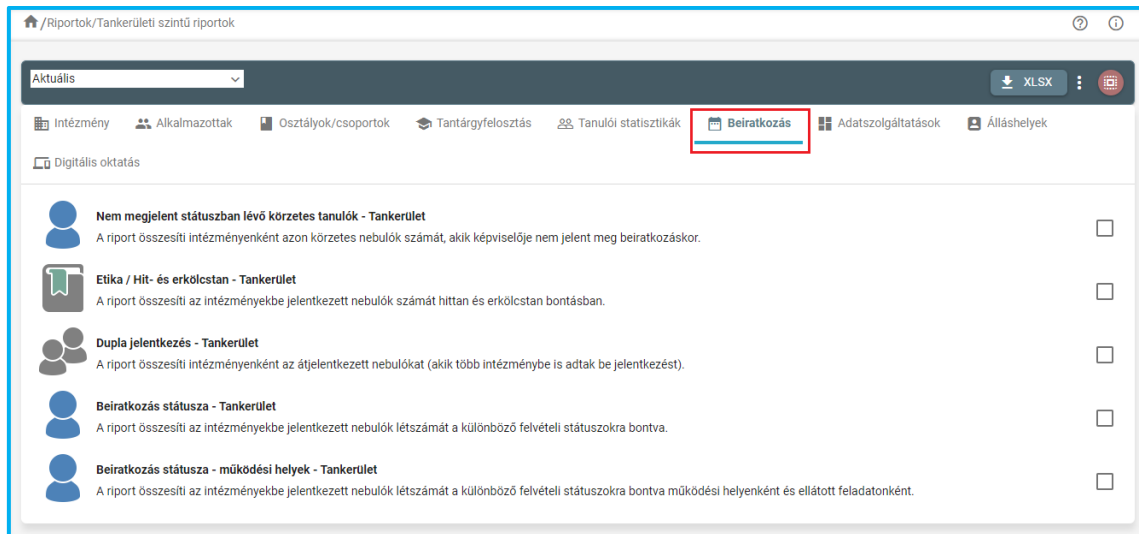 /Riportok/Tankerületi szintű riportok
Aktuális
XLSX
Intézmény Alkalmazottak Osztályok/csoportok Tantárgyfelosztás Tanulói statisztikák Beiratkozás Adatszolgáltatások Álláshelyek
Digitális oktatás
Nem megjelent státuszban lévő körzetes tanulók - Tankerület
A riport összesíti intézményenként azon körzetes nebulók számát, akik képviselője nem jelent meg beiratkozáskor.
Etika / Hit- és erkölcstan - Tankerület
A riport összesíti az intézményekbe jelentkezett nebulók számát hittan és erkölcstan bontásban.
Dupla jelentkezés - Tankerület
A riport összesíti intézményenként az átjelentkezett nebulókat (akik több intézménybe is adtak be jelentkezést).
Beiratkozás státusza - Tankerület
A riport összesíti az intézményekbe jelentkezett nebulók létszámát a különböző felvételi státuszokra bontva.
Beiratkozás státusza - működési helyek - Tankerület
A riport összesíti az intézményekbe jelentkezett nebulók létszámát a különböző felvételi státuszokra bontva működési helyenként és ellátott feladatonként.